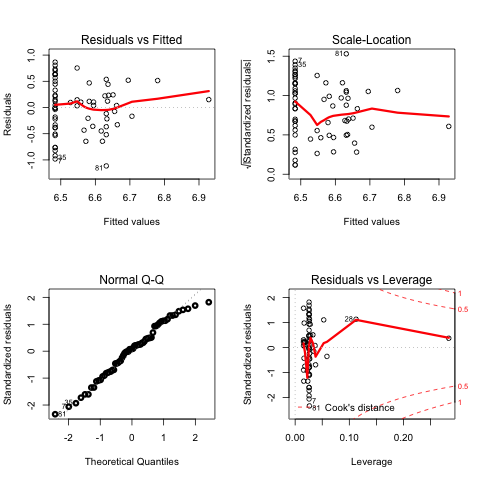 Residuals vs Fitted
Residuals
1.0
0.5
0.0
-0.5
-1.0
35
7
81
6.5 6.6 6.7 6.8 6.9
Fitted values
Scale-Location
√|Standardized residuals|
1.5
1.0
0.5
0.0
81
7
35
6.5 6.6 6.7 6.8 6.9
Fitted values
Normal Q-Q
Standardized residuals
2
1
0
-1
-2
35
7
81
-2 -1 0 1 2
Theoretical Quantiles
Residuals vs Leverage
Standardized residuals
2
1
0
-1
-2
28
1
0.5
0.5
1
7
81
Cook's distance
0.00 0.10 0.20
Leverage